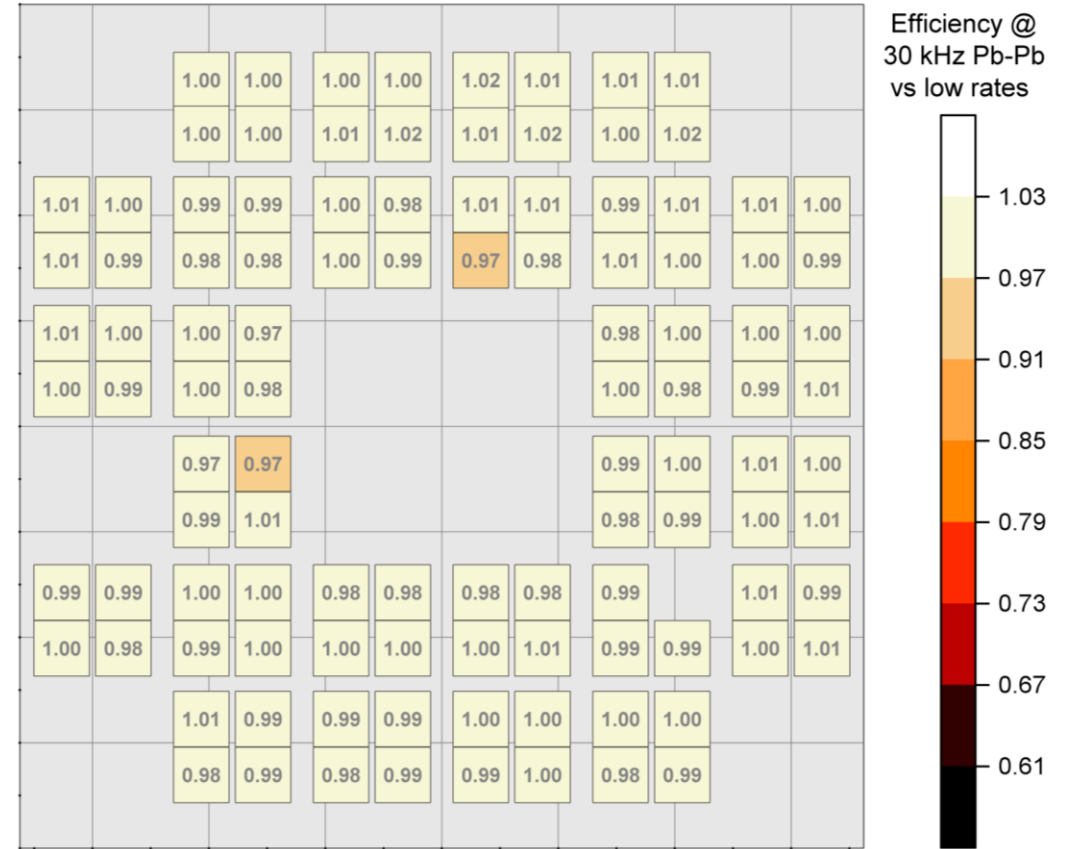 Efficiency @
30 kHz Pb-Pb
vs low rates
1.00 1.00 1.00 1.00 1.02 1.01 1.01 1.01
1.00 1.00 1.01 1.02 1.01 1.02 1.00 1.02
1.01 1.00 0.99 0.99 1.00 0.98 1.01 1.01 0.99 1.01 1.01 1.00
1.01 0.99 0.98 0.98 1.00 0.99 0.97 0.98 1.01 1.00 1.00 0.99
1.01 1.00 1.00 0.97 0.98 1.00 1.00 1.00
1.00 0.99 1.00 0.98 1.00 0.98 0.99 1.01
0.97 0.97 0.99 1.00 1.01 1.00
0.99 1.01 0.98 0.99 1.00 1.01
0.99 0.99 1.00 1.00 0.98 0.98 0.98 0.98 0.99 1.01 0.99
1.00 0.98 0.99 1.00 1.00 1.00 1.00 1.01 0.99 0.99 1.00 1.01
1.01 0.99 0.99 0.99 1.00 1.00 1.00 1.00
0.98 0.99 0.98 0.99 0.99 1.00 0.98 0.99
1.03
0.97
0.91
0.85
0.79
0.73
0.67
0.61